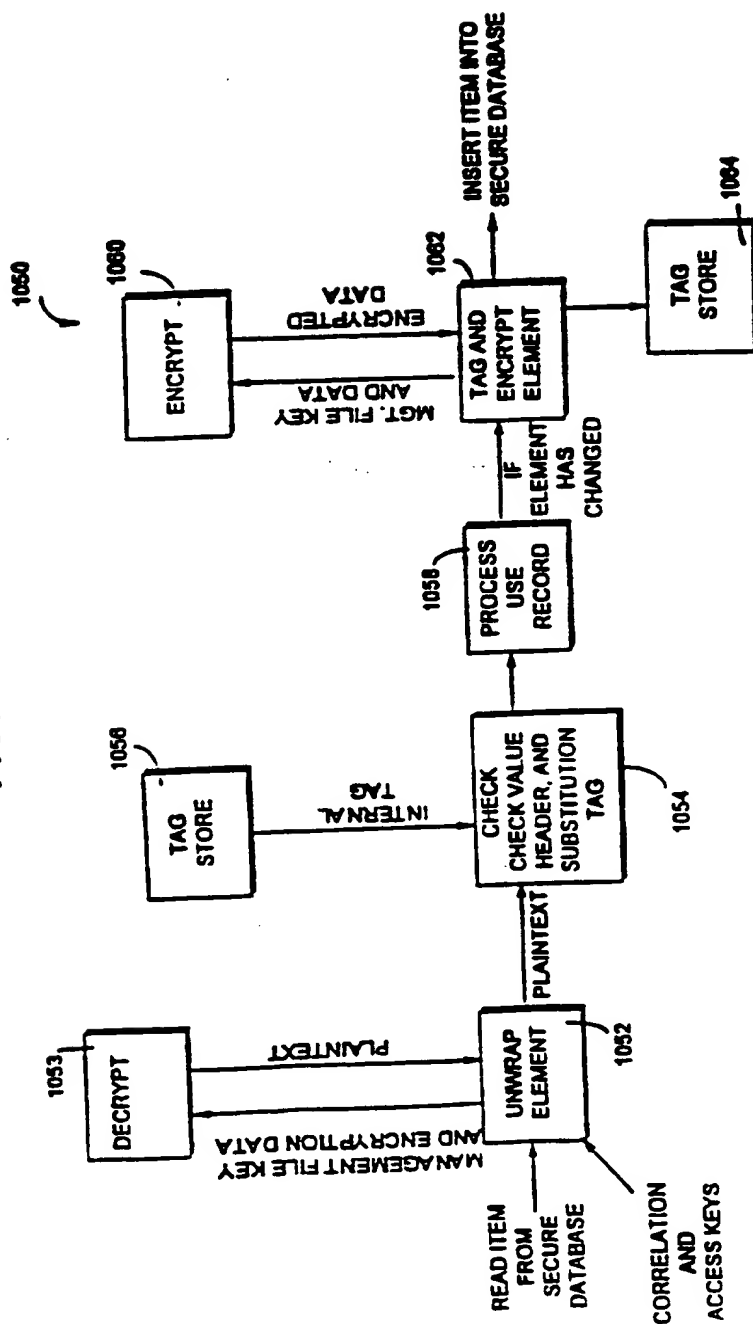 1053
DECRYPT
MANAGEMENT FILE KEY
AND ENCRYPTION DATA
PLAINTEXT
READ ITEM
FROM
SECURE
DATABASE
UNWRAP
ELEMENT
1052
CORRELATION
AND
ACCESS KEYS
PLAINTEXT
1056
TAG
STORE
INTERNAL
TAG
CHECK
CHECK VALUE
HEADER, AND
SUBSTITUTION
TAG
1054
1058
PROCESS
USE
RECORD
IF
ELEMENT
HAS
CHANGED
1050
1060
ENCRYPT
MGT. FILE KEY
AND DATA
ENCRYPTED
DATA
1062
TAG AND
ENCRYPT
ELEMENT
INSERT ITEM INTO
SECURE DATABASE
TAG
STORE
1064